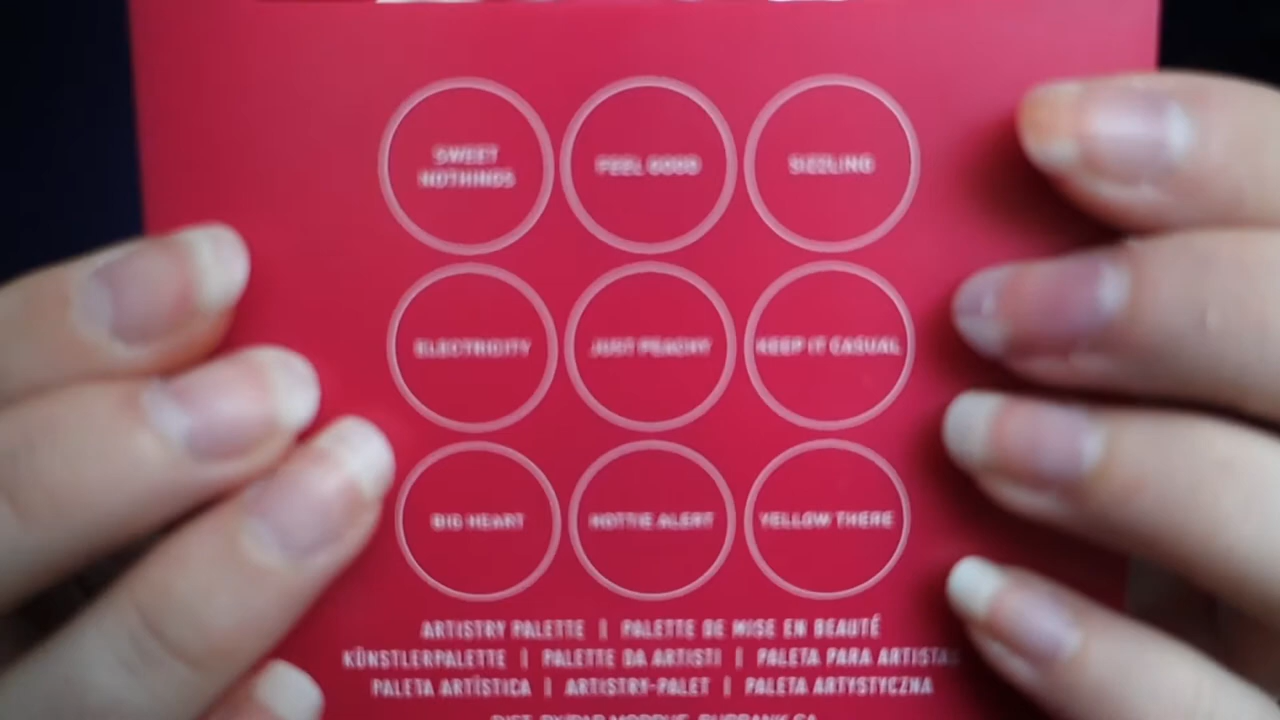 SWEET
NOTHINGS
FEEL GOOD
SIZZLING
ELECTRICITY
JUST PEACHY
KEEP IT CASUAL
BIG HEART
HOTTIE ALERT
YELLOW THERE
ARTISTRY PALETTE | PALETTE DE MISE EN BEAUTÉ
KÜNSTLERPALETTE | PALETTE DA ARTISTI | PALETA PARA ARTISTAS
PALETA ARTÍSTICA | ARTISTRY-PALET | PALETA ARTYSTYCZNA